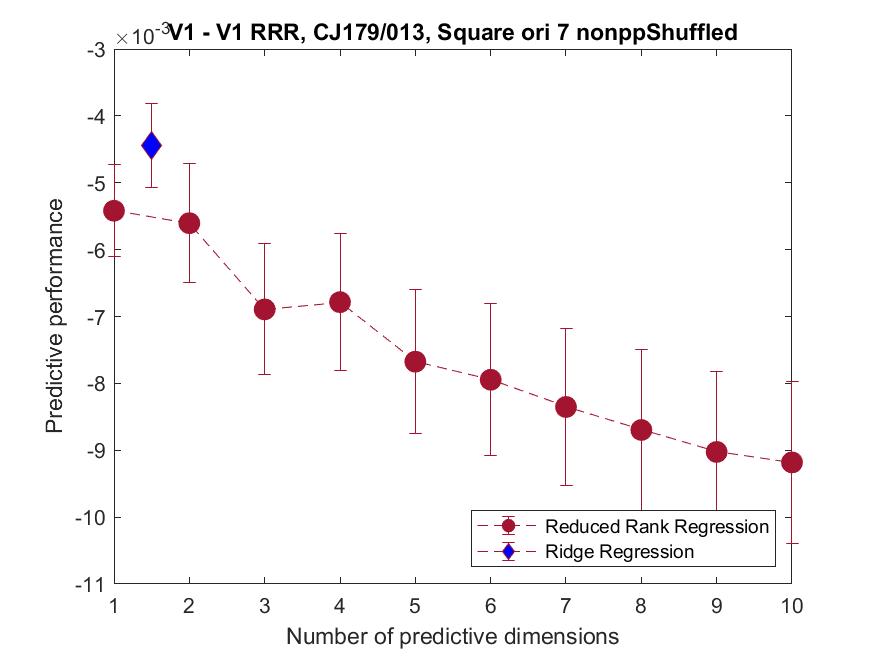 ×10-3
V1 - V1 RRR, CJ179/013, Square ori 7 nonppShuffled
-3
-4
-5
-6
-7
-8
-9
-10
-11
Predictive performance
Reduced Rank Regression
Ridge Regression
1 2 3 4 5 6 7 8 9 10
Number of predictive dimensions